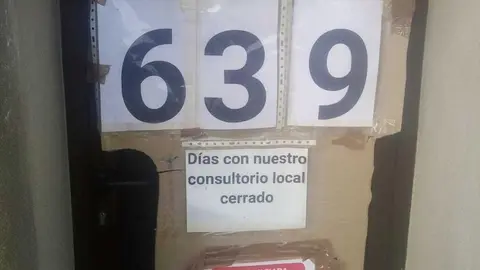 639
Días con nuestro
consultorio local
cerrado